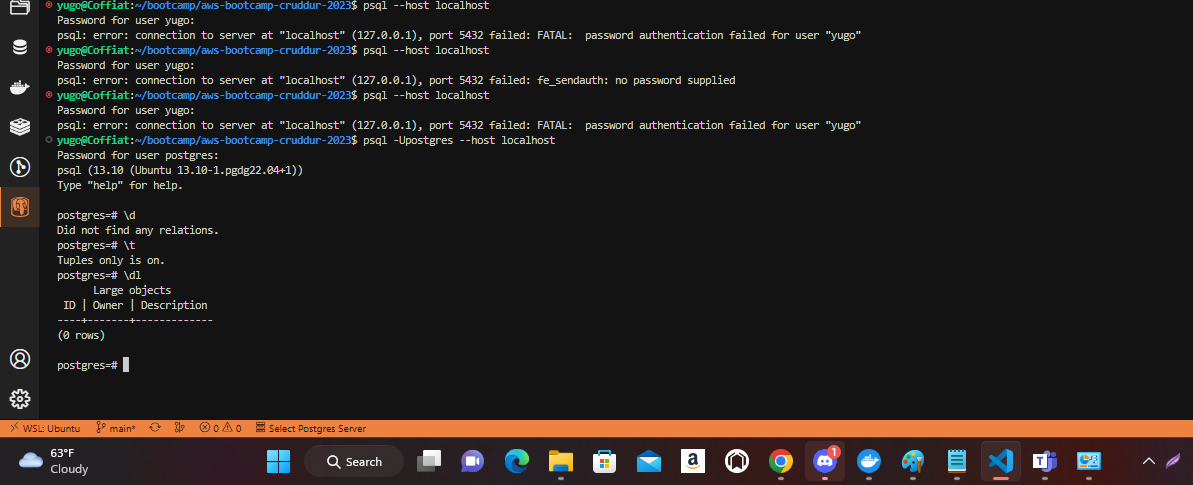 yugo@Coffiat:~/bootcamp/aws-bootcamp-cruddur-2023$ psql --host localhost
Password for user yugo:
psql: error: connection to server at "localhost" (127.0.0.1), port 5432 failed: FATAL:  password authentication failed for user "yugo"
yugo@Coffiat:~/bootcamp/aws-bootcamp-cruddur-2023$ psql --host localhost
Password for user yugo:
psql: error: connection to server at "localhost" (127.0.0.1), port 5432 failed: fe_sendauth: no password supplied
yugo@Coffiat:~/bootcamp/aws-bootcamp-cruddur-2023$ psql --host localhost
Password for user yugo:
psql: error: connection to server at "localhost" (127.0.0.1), port 5432 failed: FATAL:  password authentication failed for user "yugo"
yugo@Coffiat:~/bootcamp/aws-bootcamp-cruddur-2023$ psql -Upostgres --host localhost
Password for user postgres:
psql (13.10 (Ubuntu 13.10-1.pgdg22.04+1))
Type "help" for help.
postgres=# \d
Did not find any relations.
postgres=# \t
Tuples only is on.
postgres=# \dl
Large objects
ID | Owner | Description
----+-------+-------------
(0 rows)
postgres=#
WSL: Ubuntu main* 0 0 Select Postgres Server
63°F
Cloudy
Search
1